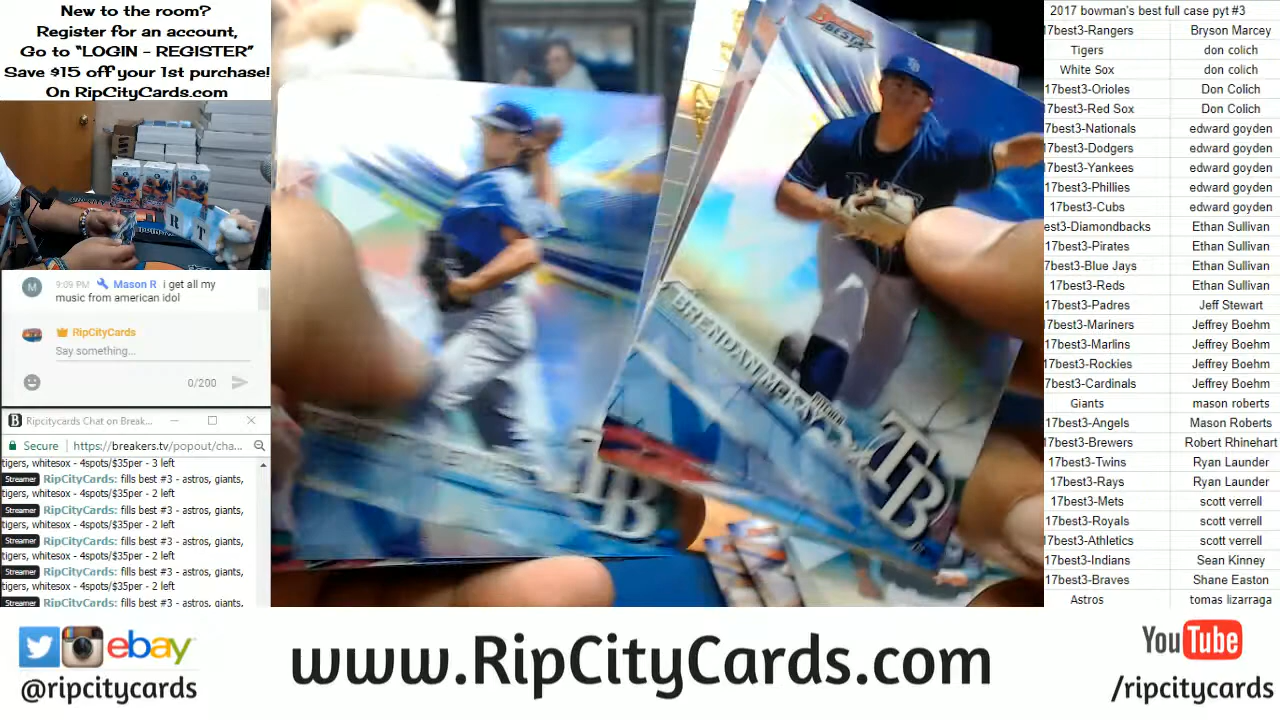 New to the room?
Register for an account,
Go to "LOGIN - REGISTER"
Save $15 off your 1st purchase!
On RipCityCards.com
M
9:09 PM Mason R i get all my
music from american idol
RipCityCards
Say something...
0/200
Ripcitycards Chat on Break...
Secure https://breakers.tv/popout/cha...
tigers, whitesox - 4spots/$35per - 3 left
Streamer RipCityCards: fills best #3 - astros, giants,
tigers, whitesox - 4spots/$35per - 2 left
Streamer RipCityCards: fills best #3 - astros, giants,
tigers, whitesox - 4spots/$35per - 2 left
Streamer RipCityCards: fills best #3 - astros, giants,
tigers, whitesox - 4spots/$35per - 2 left
Streamer RipCityCards: fills best #3 - astros, giants,
tigers, whitesox - 4spots/$35per - 2 left
Streamer RipCityCards: fills best #3 - astros, giants,
R T
BEST
BRENDAN McKAY
TB
TB
2017 bowman's best full case pyt #3
17best3-Rangers Bryson Marcey
Tigers don colich
White Sox don colich
17best3-Orioles Don Colich
17best3-Red Sox Don Colich
17best3-Nationals edward goyden
17best3-Dodgers edward goyden
17best3-Yankees edward goyden
17best3-Phillies edward goyden
17best3-Cubs edward goyden
est3-Diamondbacks Ethan Sullivan
17best3-Pirates Ethan Sullivan
17best3-Blue Jays Ethan Sullivan
17best3-Reds Ethan Sullivan
17best3-Padres Jeff Stewart
17best3-Mariners Jeffrey Boehm
17best3-Marlins Jeffrey Boehm
17best3-Rockies Jeffrey Boehm
7best3-Cardinals Jeffrey Boehm
Giants mason roberts
17best3-Angels Mason Roberts
17best3-Brewers Robert Rhinehart
17best3-Twins Ryan Launder
17best3-Rays Ryan Launder
17best3-Mets scott verrell
17best3-Royals scott verrell
17best3-Athletics scott verrell
17best3-Indians Sean Kinney
17best3-Braves Shane Easton
Astros tomas lizarraga
ebay
@ripcitycards
www.RipCityCards.com
YouTube
/ripcitycards